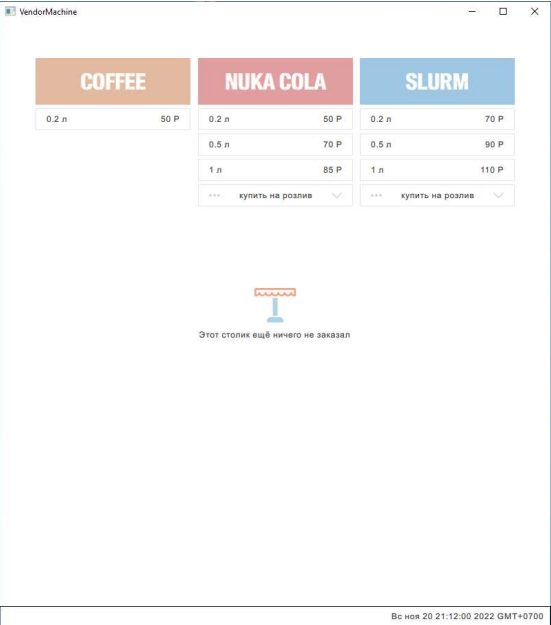 VendorMachine
COFFEE
0.2 л 50 Р
NUKA COLA
0.2 л 50 Р
0.5 л 70 Р
1 л 85 Р
купить на розлив
SLURM
0.2 л 70 Р
0.5 л 90 Р
1 л 110 Р
купить на розлив
Этот столик ещё ничего не заказал
Вс ноя 20 21:12:00 2022 GMT+0700